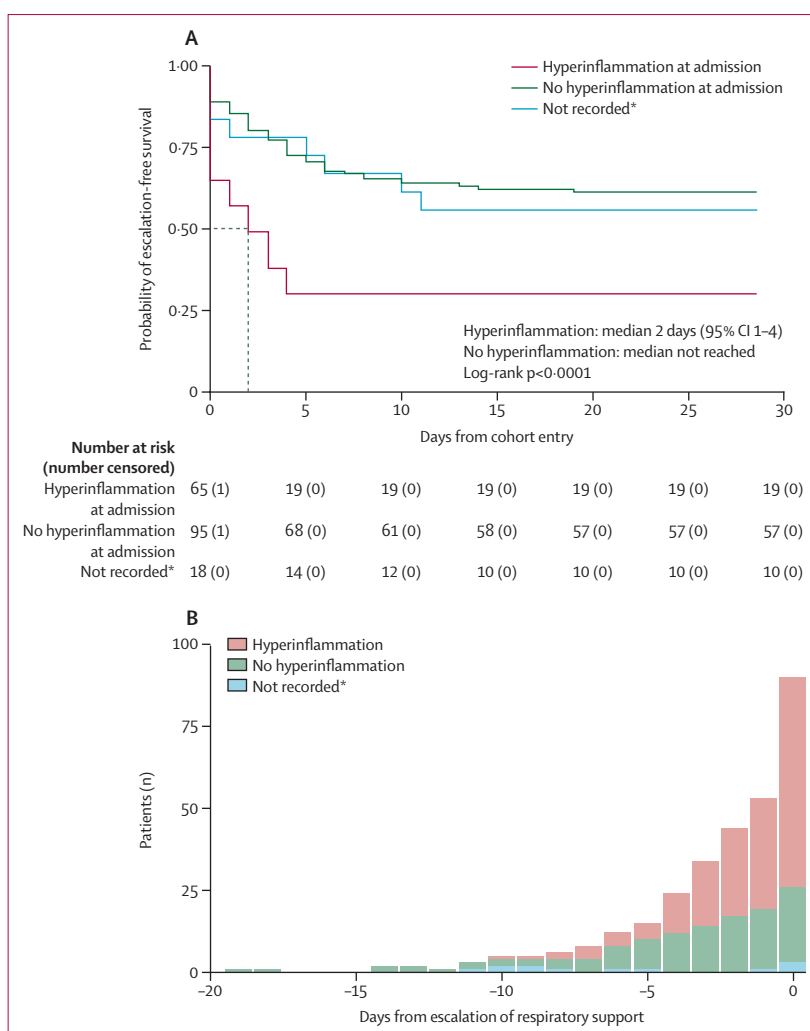 A
Hyperinflammation at admission
No hyperinflammation at admission
Not recorded*
Probability of escalation-free survival
1·00
0·75
0·50
0·25
0
Hyperinflammation: median 2 days (95% CI 1–4)
No hyperinflammation: median not reached
Log-rank p<0·0001
0 5 10 15 20 25 30
Days from cohort entry
Number at risk
(number censored)
Hyperinflammation 65 (1) 19 (0) 19 (0) 19 (0) 19 (0) 19 (0) 19 (0)
at admission
No hyperinflammation 95 (1) 68 (0) 61 (0) 58 (0) 57 (0) 57 (0) 57 (0)
at admission
Not recorded* 18 (0) 14 (0) 12 (0) 10 (0) 10 (0) 10 (0) 10 (0)
B
Hyperinflammation
No hyperinflammation
Not recorded*
Patients (n)
100
75
50
25
0
–20 –15 –10 –5 0
Days from escalation of respiratory support